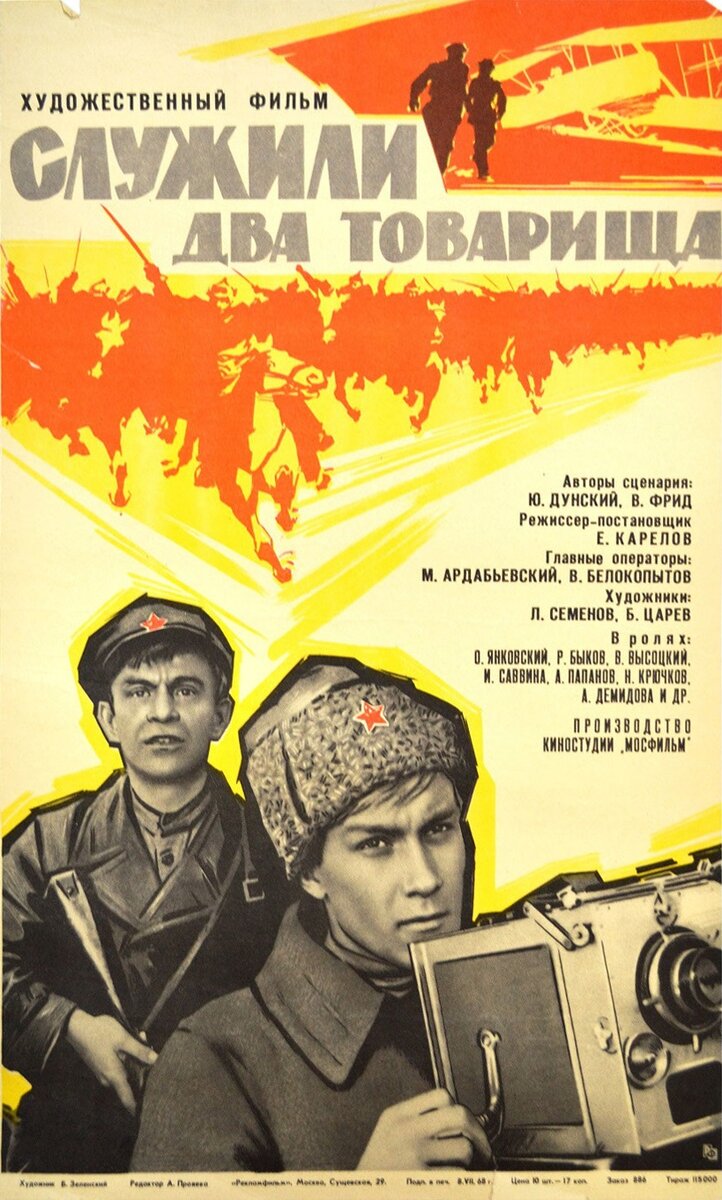 ХУДОЖЕСТВЕННЫЙ ФИЛЬМ
СЛУЖИЛИ
ДВА ТОВАРИЩА
Авторы сценария:
Ю. ДУНСКИЙ, В. ФРИД
Режиссер-постановщик
Е. КАРЕЛОВ
Главные операторы:
М. АРДАБЬЕВСКИЙ, В. БЕЛОКОПЫТОВ
Художники:
Л. СЕМЕНОВ, Б. ЦАРЕВ
В ролях:
О. ЯНКОВСКИЙ, Р. БЫКОВ, В. ВЫСОЦКИЙ,
И. САВВИНА, А. ПАПАНОВ, Н. КРЮЧКОВ,
А. ДЕМИДОВА И ДР.
ПРОИЗВОДСТВО
КИНОСТУДИИ „МОСФИЛЬМ"
Художник Б. Зеленский Редактор А. Прояева «Рекламфильм», Москва, Сущевская, 29. Подп. в печ. 8.VII.68 г. Цена 10 шт.—17 коп. Заказ 886 Тираж 115000